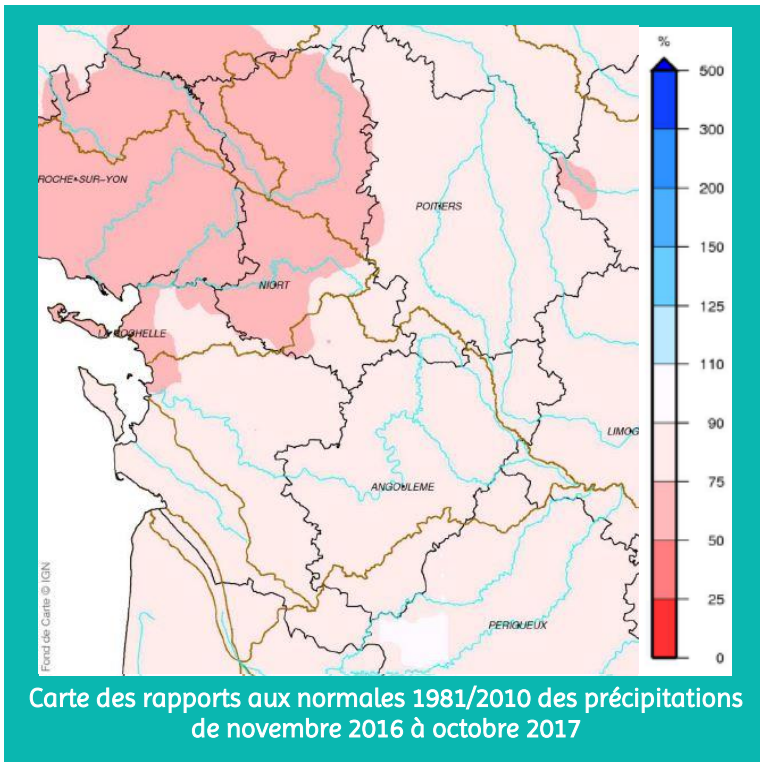 %
500
300
200
150
125
110
90
75
50
25
0
ROCHE-SUR-YON
POITIERS
NIORT
LA ROCHELLE
LIMOG
ANGOULEME
PERIGUEUX
Fond de Carte © IGN
Carte des rapports aux normales 1981/2010 des précipitations
de novembre 2016 à octobre 2017